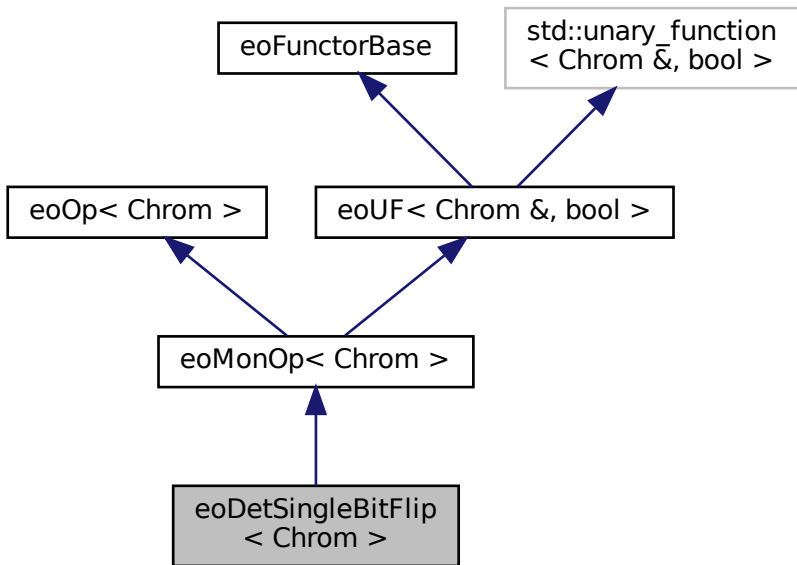 eoFunctorBase
std::unary_function
< Chrom &, bool >
eoOp< Chrom >
eoUF< Chrom &, bool >
eoMonOp< Chrom >
eoDetSingleBitFlip
< Chrom >